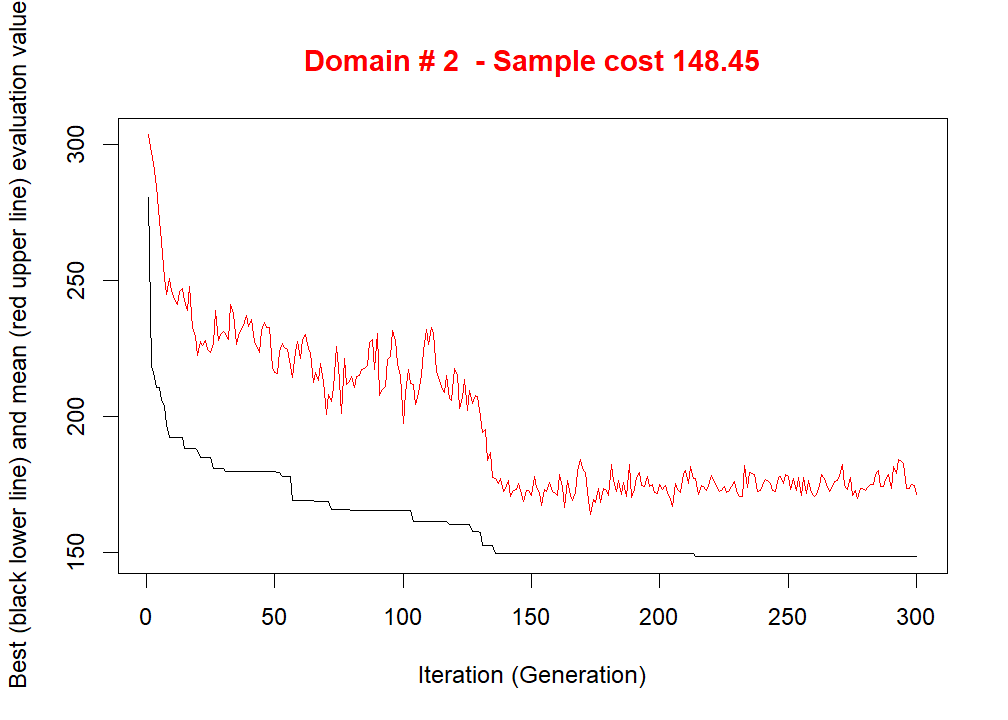 Domain # 2  - Sample cost 148.45
Best (black lower line) and mean (red upper line) evaluation value
300
250
200
150
0 50 100 150 200 250 300
Iteration (Generation)